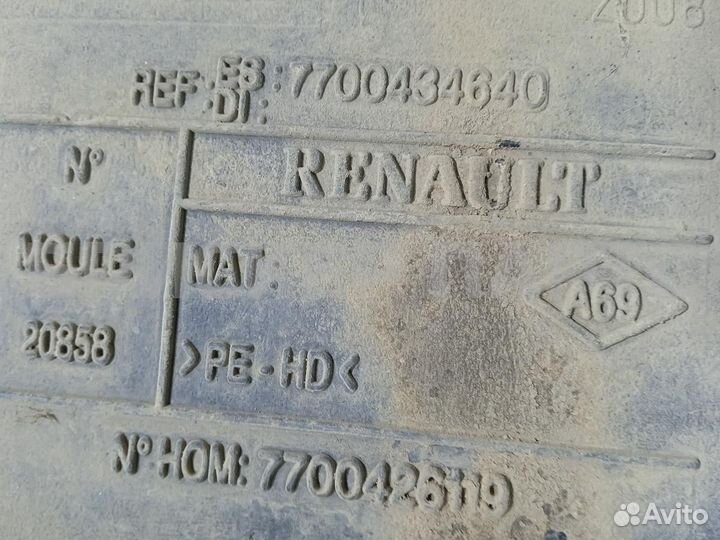 2008
REF: ES: 7700434640
:DI:
N°
RENAULT
MOULE
MAT:
A69
20858
>PE-HD<
N° HOM: 7700426119
Avito